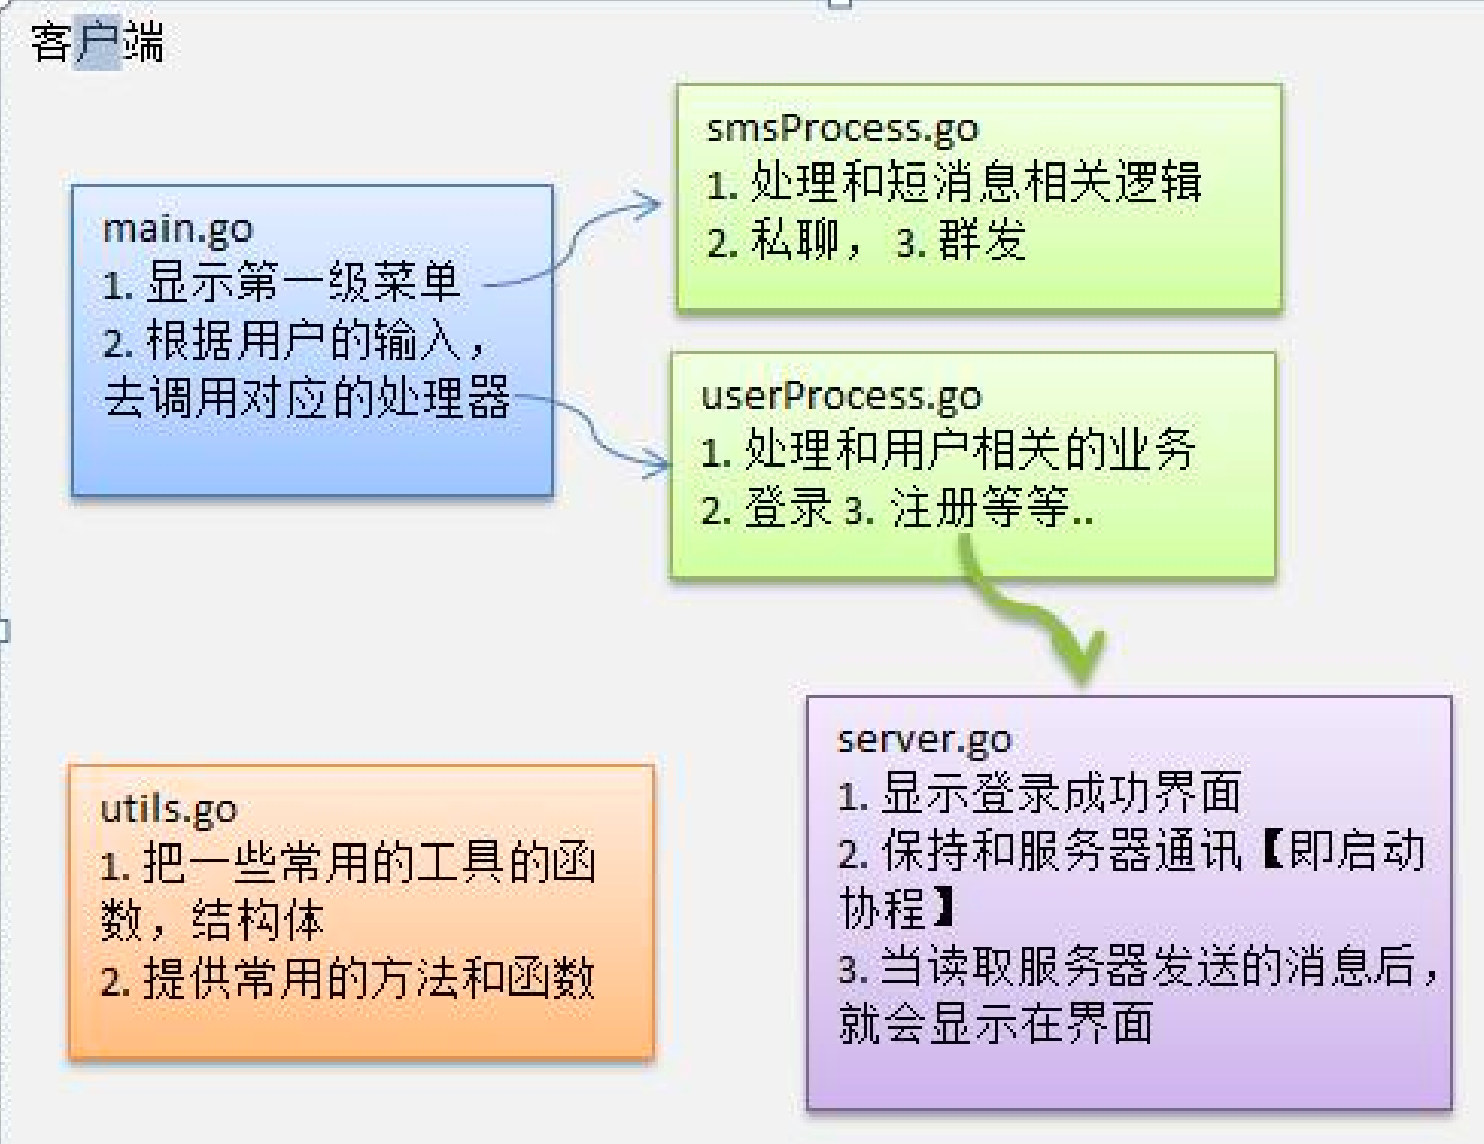 客户端
main.go
1. 显示第一级菜单
2. 根据用户的输入，
去调用对应的处理器
smsProcess.go
1. 处理和短消息相关逻辑
2. 私聊， 3. 群发
userProcess.go
1. 处理和用户相关的业务
2. 登录 3. 注册等等..
utils.go
1. 把一些常用的工具的函
数，结构体
2. 提供常用的方法和函数
server.go
1. 显示登录成功界面
2. 保持和服务器通讯【即启动
协程】
3. 当读取服务器发送的消息后，
就会显示在界面